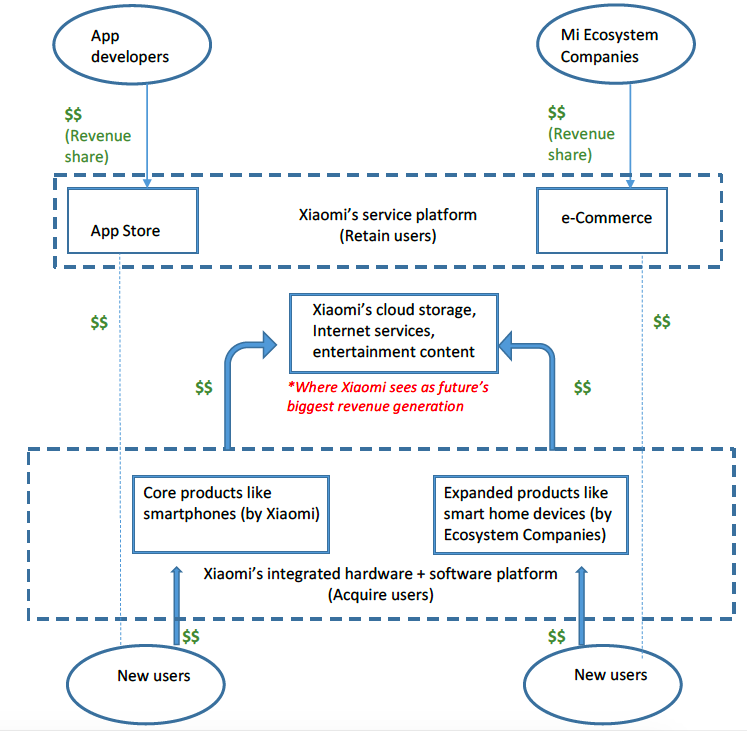 App
developers
Mi Ecosystem
Companies
$$
(Revenue
share)
$$
(Revenue
share)
App Store
Xiaomi's service platform
(Retain users)
e-Commerce
$$
Xiaomi's cloud storage,
Internet services,
entertainment content
$$
$$
*Where Xiaomi sees as future's
biggest revenue generation
$$
Core products like
smartphones (by Xiaomi)
Expanded products like
smart home devices (by
Ecosystem Companies)
Xiaomi's integrated hardware + software platform
(Acquire users)
$$
$$
New users
New users